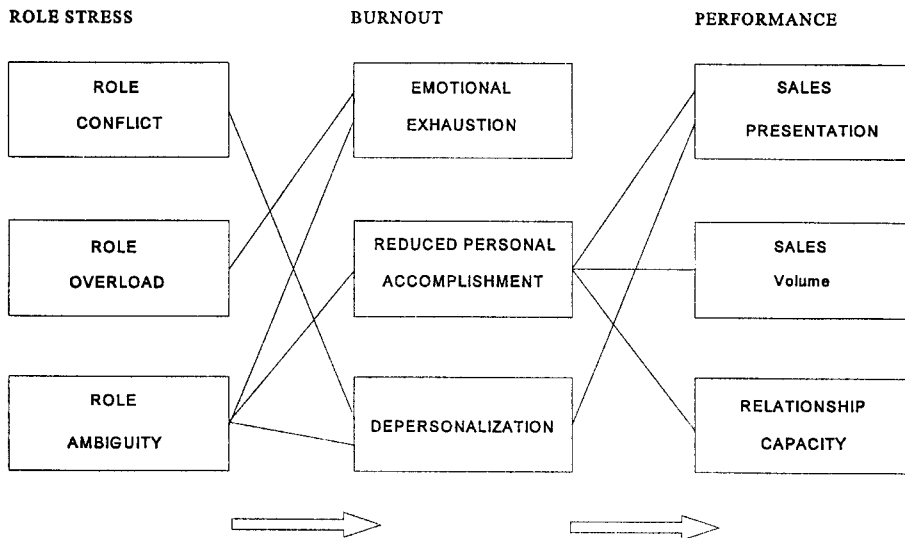 ROLE STRESS
BURNOUT
PERFORMANCE
ROLE
CONFLICT
EMOTIONAL
EXHAUSTION
SALES
PRESENTATION
ROLE
OVERLOAD
REDUCED PERSONAL
ACCOMPLISHMENT
SALES
Volume
ROLE
AMBIGUITY
DEPERSONALIZATION
RELATIONSHIP
CAPACITY